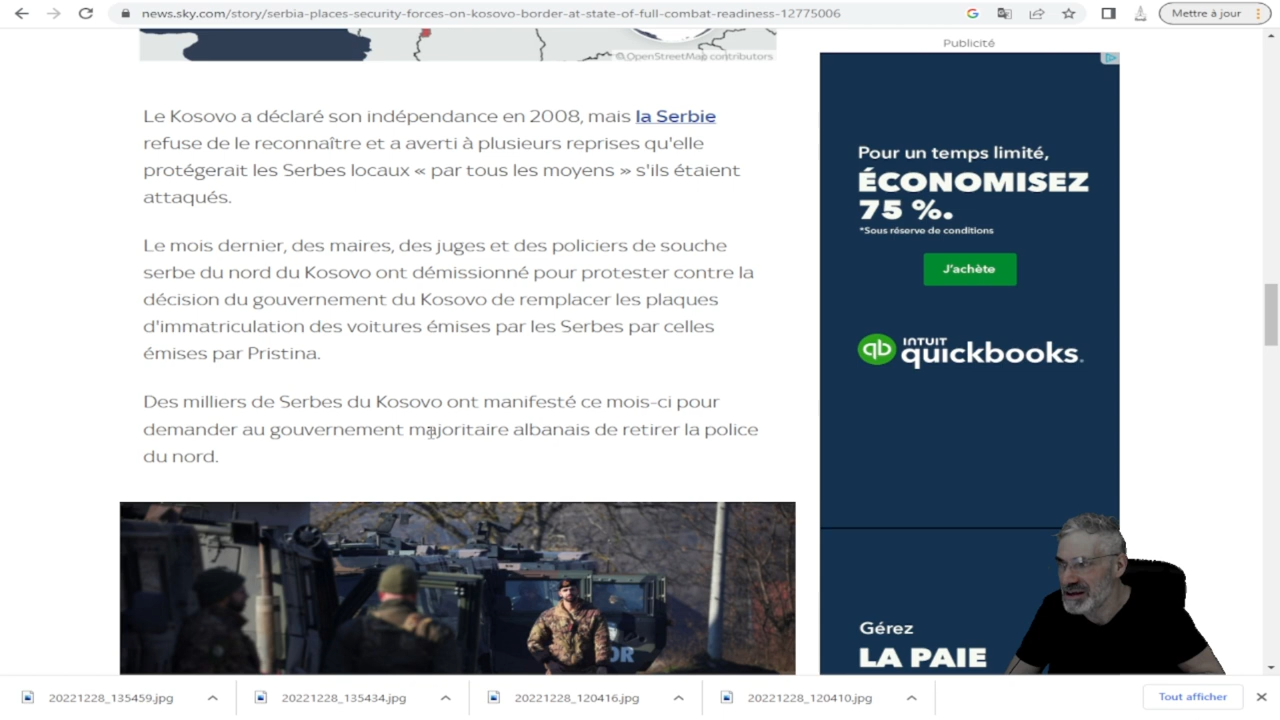 news.sky.com/story/serbia-places-security-forces-on-kosovo-border-at-state-of-full-combat-readiness-12775006
Mettre à jour
© OpenStreetMap contributors
Publicité
Le Kosovo a déclaré son indépendance en 2008, mais la Serbie
refuse de le reconnaître et a averti à plusieurs reprises qu'elle
protégerait les Serbes locaux « par tous les moyens » s'ils étaient
attaqués.
Le mois dernier, des maires, des juges et des policiers de souche
serbe du nord du Kosovo ont démissionné pour protester contre la
décision du gouvernement du Kosovo de remplacer les plaques
d'immatriculation des voitures émises par les Serbes par celles
émises par Pristina.
Des milliers de Serbes du Kosovo ont manifesté ce mois-ci pour
demander au gouvernement majoritaire albanais de retirer la police
du nord.
Pour un temps limité,
ÉCONOMISEZ
75 %.
*Sous réserve de conditions
J'achète
qb INTUIT
quickbooks.
Gérez
LA PAIE
20221228_135459.jpg
20221228_135434.jpg
20221228_120416.jpg
20221228_120410.jpg
Tout afficher